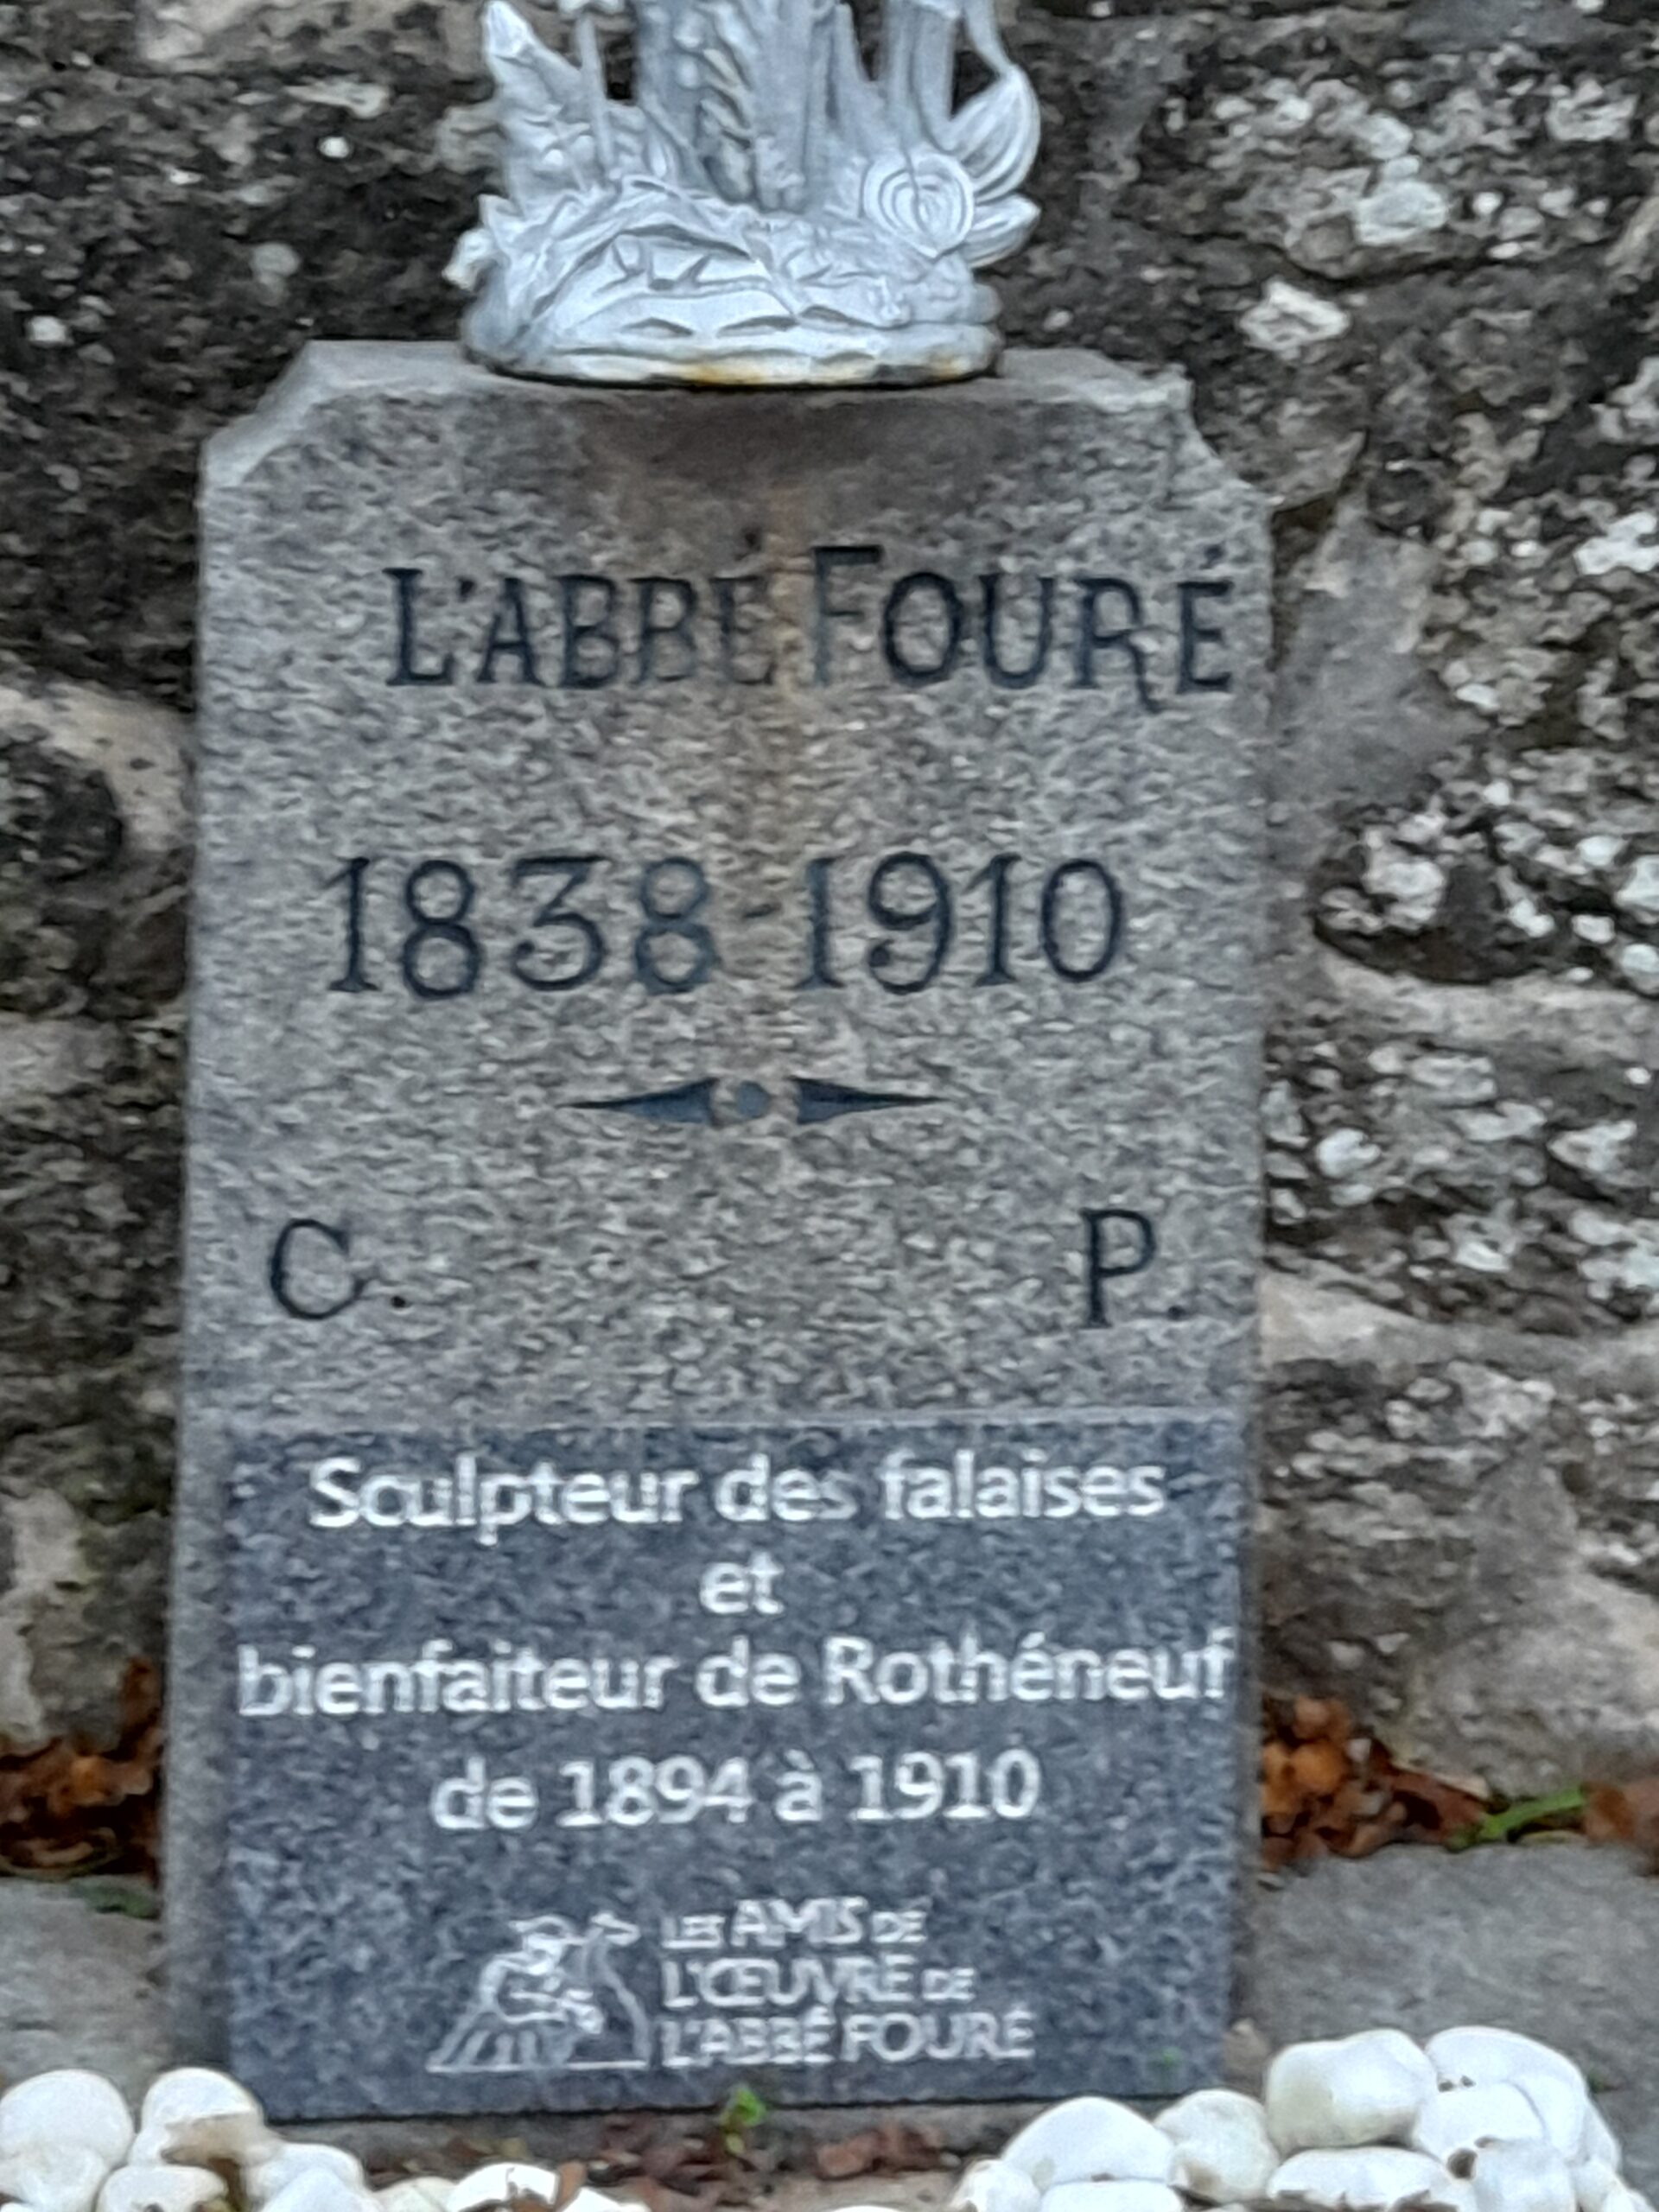 L'ABBÉ FOURÉ
1838-1910
C. P.
Sculpteur des falaises
et
bienfaiteur de Rothéneuf
de 1894 à 1910
LES AMIS DE
L'ŒUVRE DE
L'ABBÉ FOURÉ